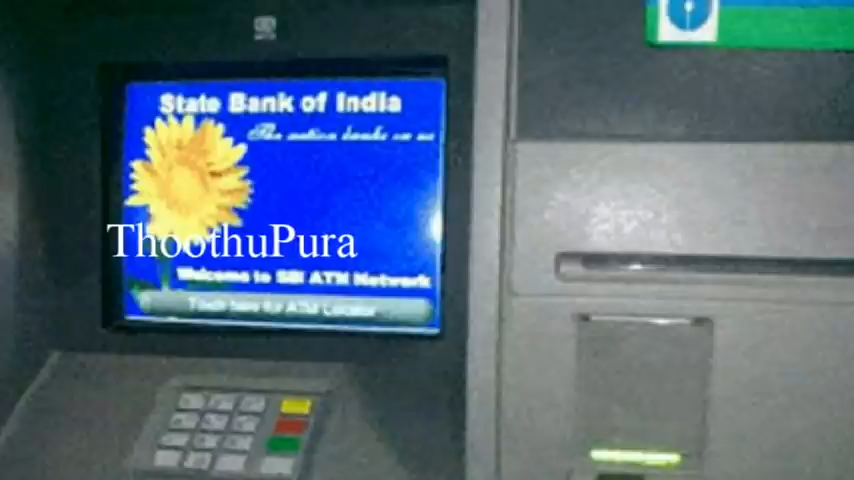 State Bank of India
The nation banks on us
ThoothuPura
Welcome to SBI ATM Network
Touch here for ATM Locator